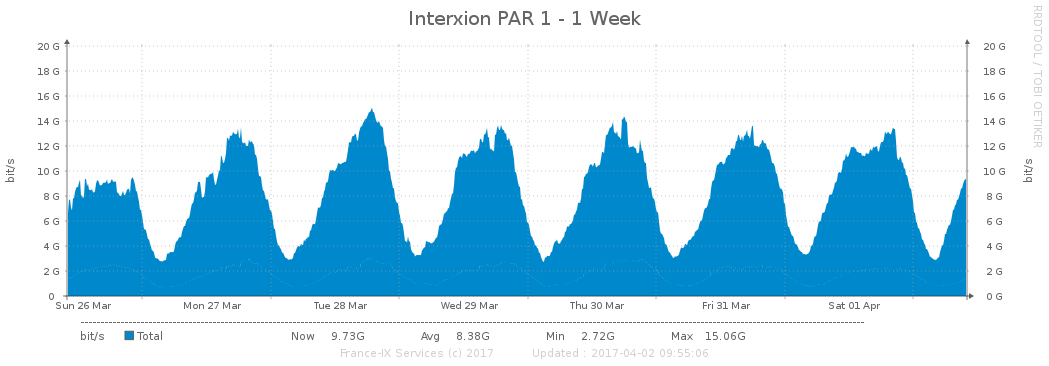 Interxion PAR 1 - 1 Week
RRDTOOL / TOBI OETIKER
20 G 20 G
18 G 18 G
16 G 16 G
14 G 14 G
12 G 12 G
10 G 10 G
8 G 8 G
6 G 6 G
4 G 4 G
2 G 2 G
0 0 G
bit/s
bit/s
Sun 26 Mar Mon 27 Mar Tue 28 Mar Wed 29 Mar Thu 30 Mar Fri 31 Mar Sat 01 Apr
bit/s Total Now 9.73G Avg 8.38G Min 2.72G Max 15.06G
France-IX Services (c) 2017 Updated : 2017-04-02 09:55:06